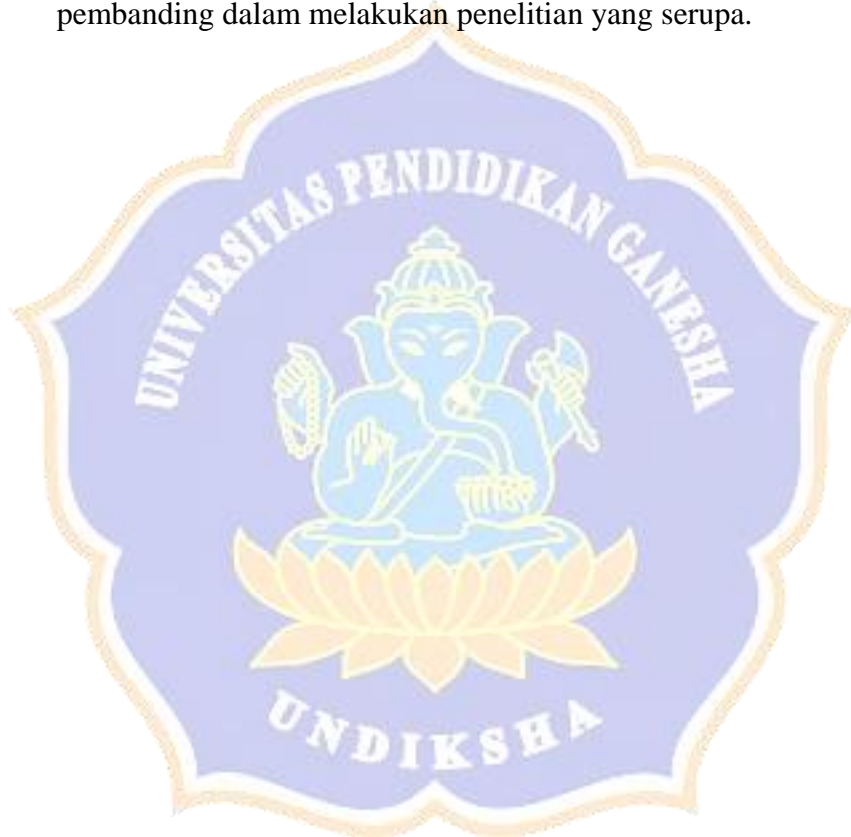 pembanding dalam melakukan penelitian yang serupa.
UNIVERSITAS PENDIDIKAN GANESHA
UNDIKSHA